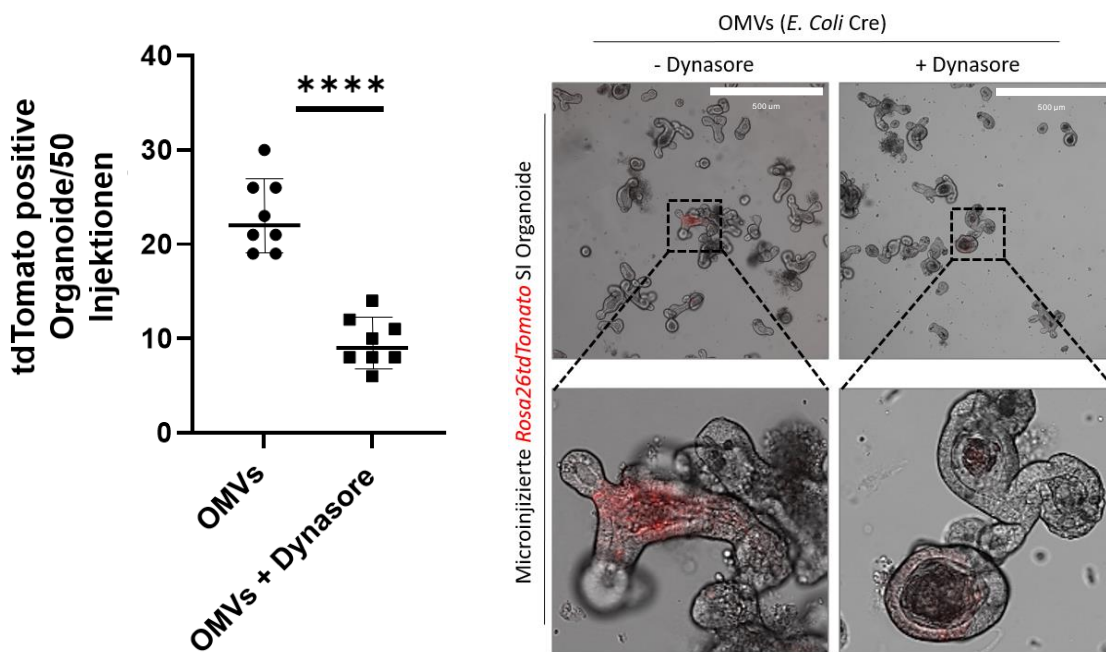 tdTomato positive
Organoide/50
Injektionen
40
30
20
10
0
****
OMVs
OMVs + Dynasore
OMVs (E. Coli Cre)
- Dynasore
+ Dynasore
500 µm
500 µm
Microinjizierte Rosa26tdTomato SI Organoide